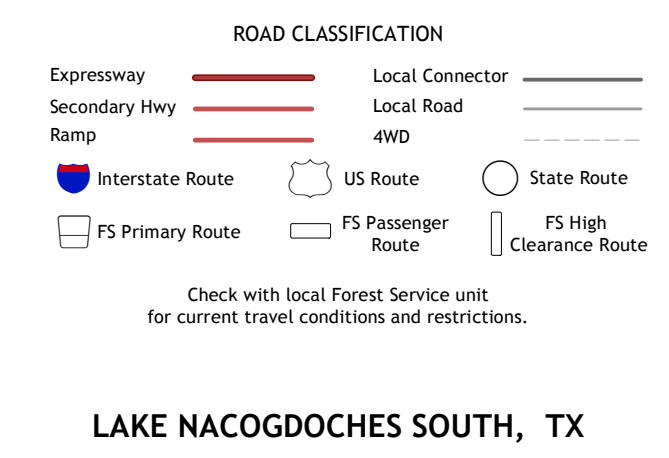 ROAD CLASSIFICATION
Expressway
Local Connector
Secondary Hwy
Local Road
Ramp
4WD
Interstate Route
US Route
State Route
FS Primary Route
FS Passenger
Route
FS High
Clearance Route
Check with local Forest Service unit
for current travel conditions and restrictions.
LAKE NACOGDOCHES SOUTH, TX